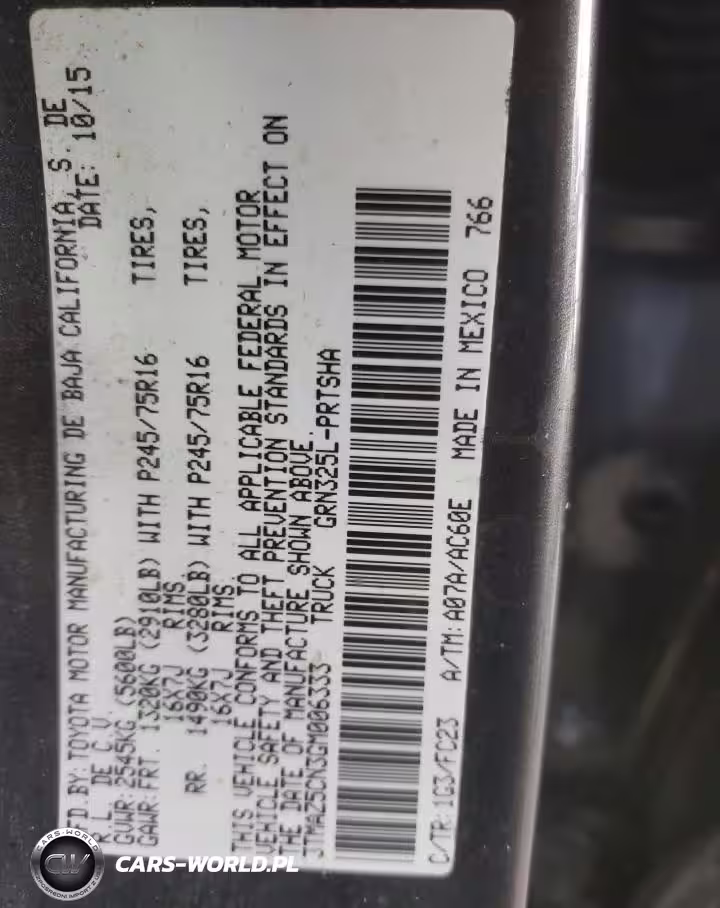 MFD.BY:TOYOTA MOTOR MANUFACTURING DE BAJA CALIFORNIA, S. DE
R.L. DE C.V. DATE: 10/15
GVWR:2545KG (5600LB)
GAWR:FRT. 1320KG (2910LB) WITH P245/75R16 TIRES,
16X7J RIMS
RR. 1490KG (3280LB) WITH P245/75R16 TIRES,
16X7J RIMS
THIS VEHICLE CONFORMS TO ALL APPLICABLE FEDERAL MOTOR
VEHICLE SAFETY AND THEFT PREVENTION STANDARDS IN EFFECT ON
THE DATE OF MANUFACTURE SHOWN ABOVE.
3TMAZ5CN3GM006333 TRUCK GRN325L-PRTSHA
C/TR:1G3/FC23 A/TM:A07A/AC60E MADE IN MEXICO 766
CARS-WORLD
CW
CARS-WORLD.PL